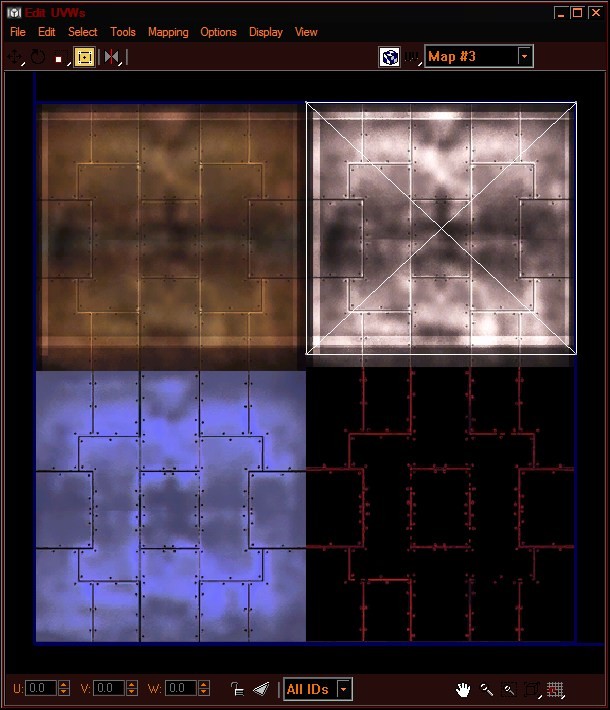 Edit UVWs
File Edit Select Tools Mapping Options Display View
Map #3
U: 0.0 V: 0.0 W: 0.0 All IDs